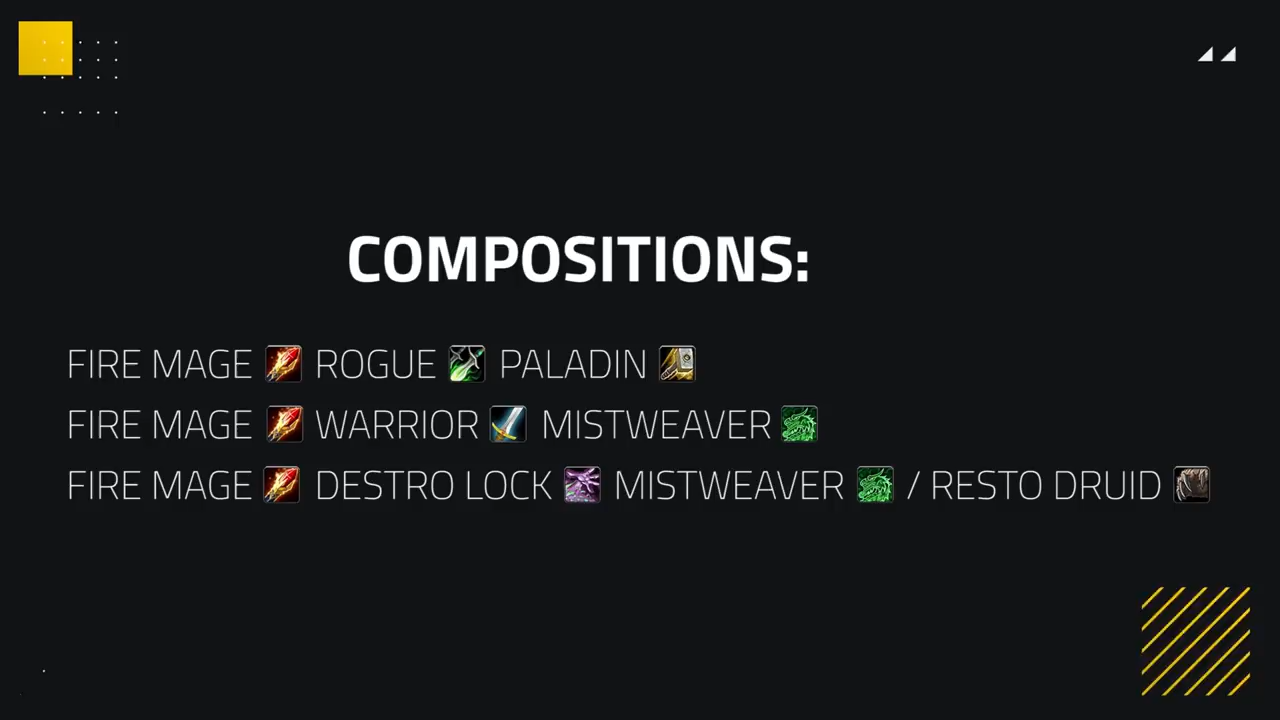 COMPOSITIONS:
FIRE MAGE ROGUE PALADIN
FIRE MAGE WARRIOR MISTWEAVER
FIRE MAGE DESTRO LOCK MISTWEAVER / RESTO DRUID